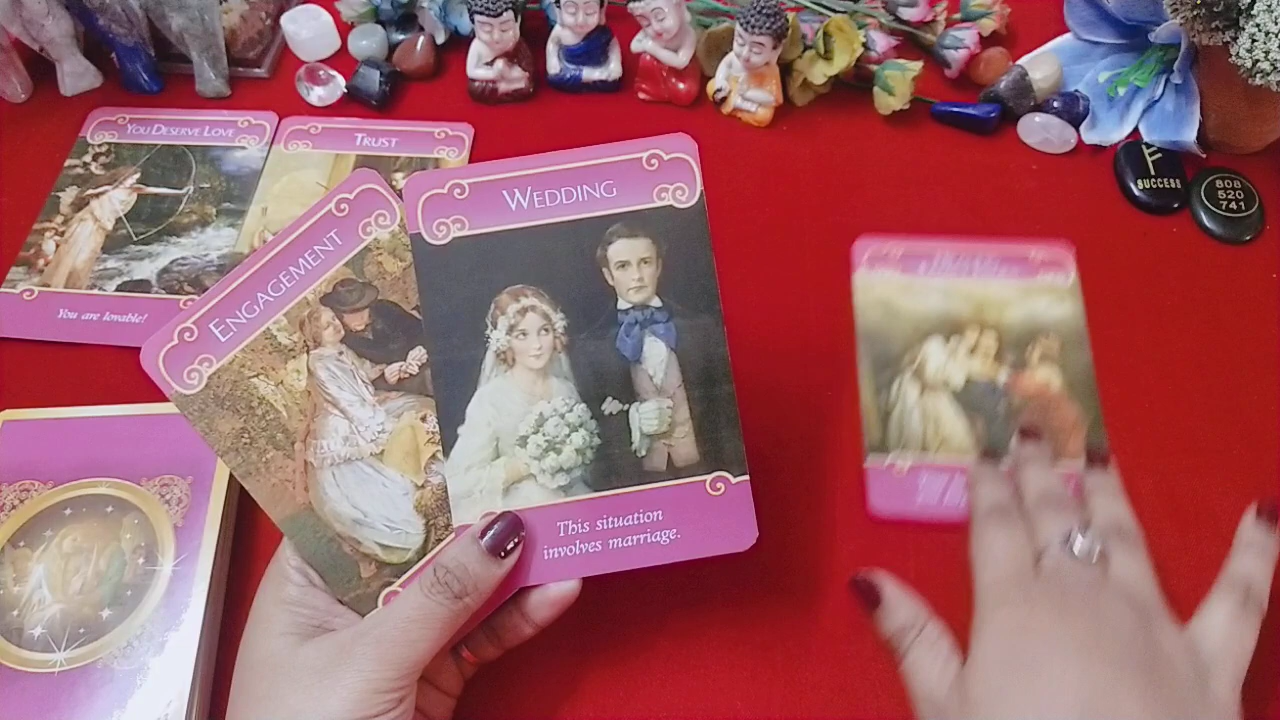 YOU DESERVE LOVE
You are lovable!
TRUST
ENGAGEMENT
WEDDING
This situation
involves marriage.
SUCCESS
808
520
741